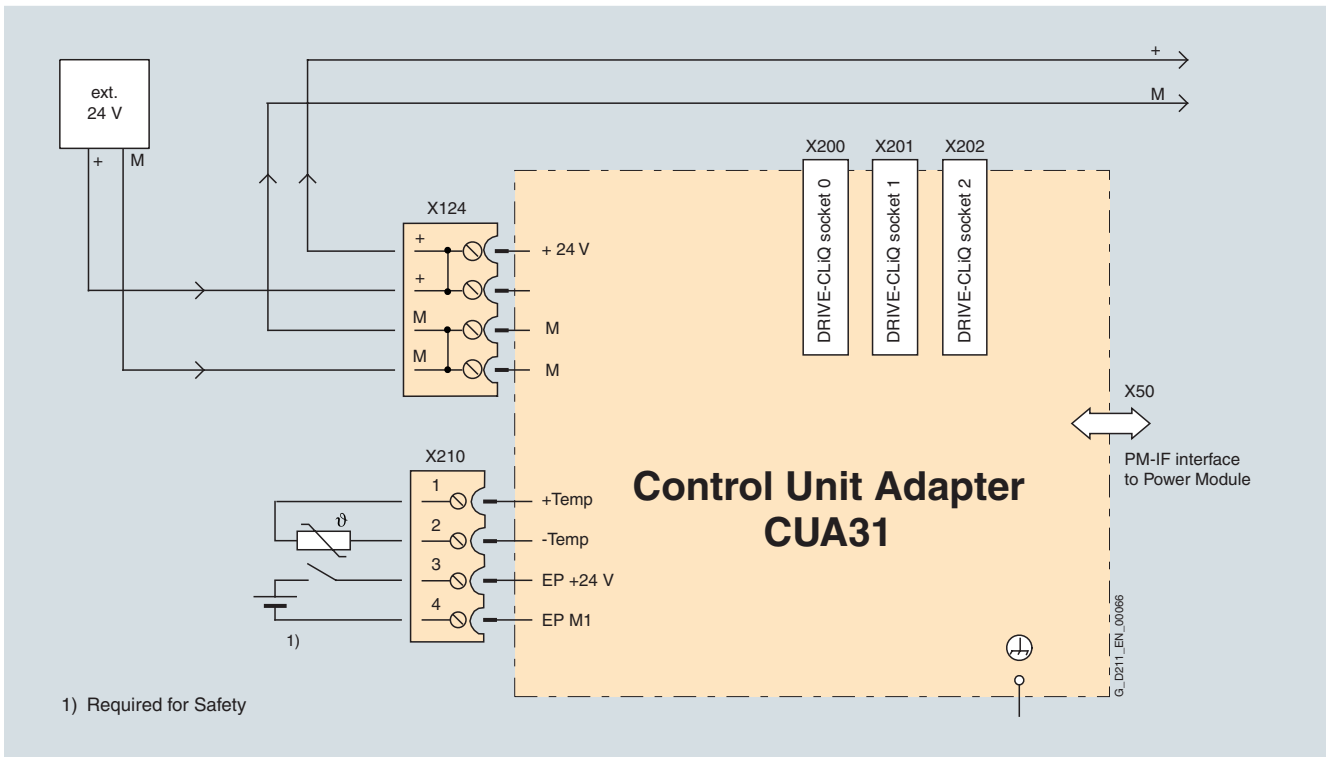 ext.
24 V
+
M
+
M
X124
+
+
M
M
+ 24 V
M
M
X200
X201
X202
DRIVE-CLiQ socket 0
DRIVE-CLiQ socket 1
DRIVE-CLiQ socket 2
X50
PM-IF interface
to Power Module
X210
1
2
3
4
+Temp
-Temp
EP +24 V
EP M1
ϑ
1)
Control Unit Adapter
CUA31
G_D211_EN_00066
1) Required for Safety